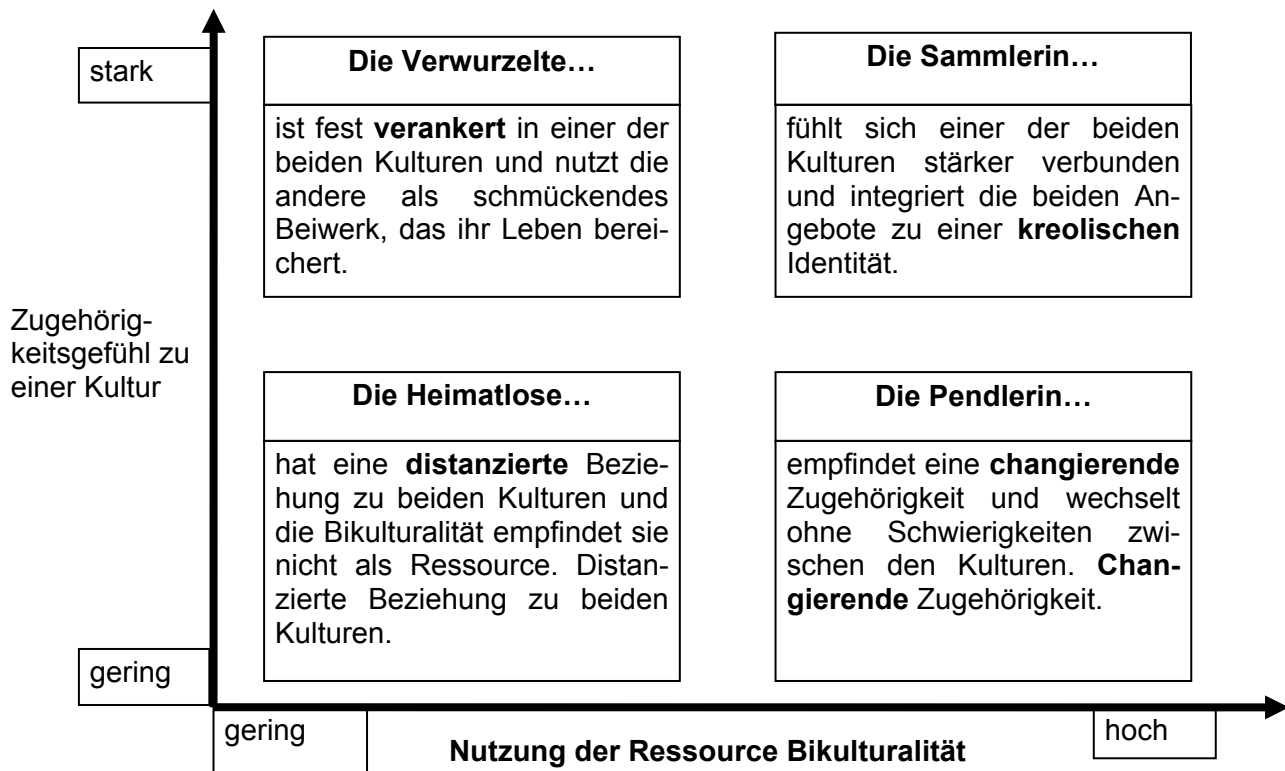 stark
Die Verwurzelte…
ist fest verankert in einer der
beiden Kulturen und nutzt die
andere als schmückendes
Beiwerk, das ihr Leben berei-
chert.
Die Sammlerin…
fühlt sich einer der beiden
Kulturen stärker verbunden
und integriert die beiden An-
gebote zu einer kreolischen
Identität.
Zugehörig-
keitsgefühl zu
einer Kultur
Die Heimatlose…
hat eine distanzierte Bezie-
hung zu beiden Kulturen und
die Bikulturalität empfindet sie
nicht als Ressource. Distan-
zierte Beziehung zu beiden
Kulturen.
Die Pendlerin…
empfindet eine changierende
Zugehörigkeit und wechselt
ohne Schwierigkeiten zwi-
schen den Kulturen. Chan-
gierende Zugehörigkeit.
gering
gering
Nutzung der Ressource Bikulturalität
hoch